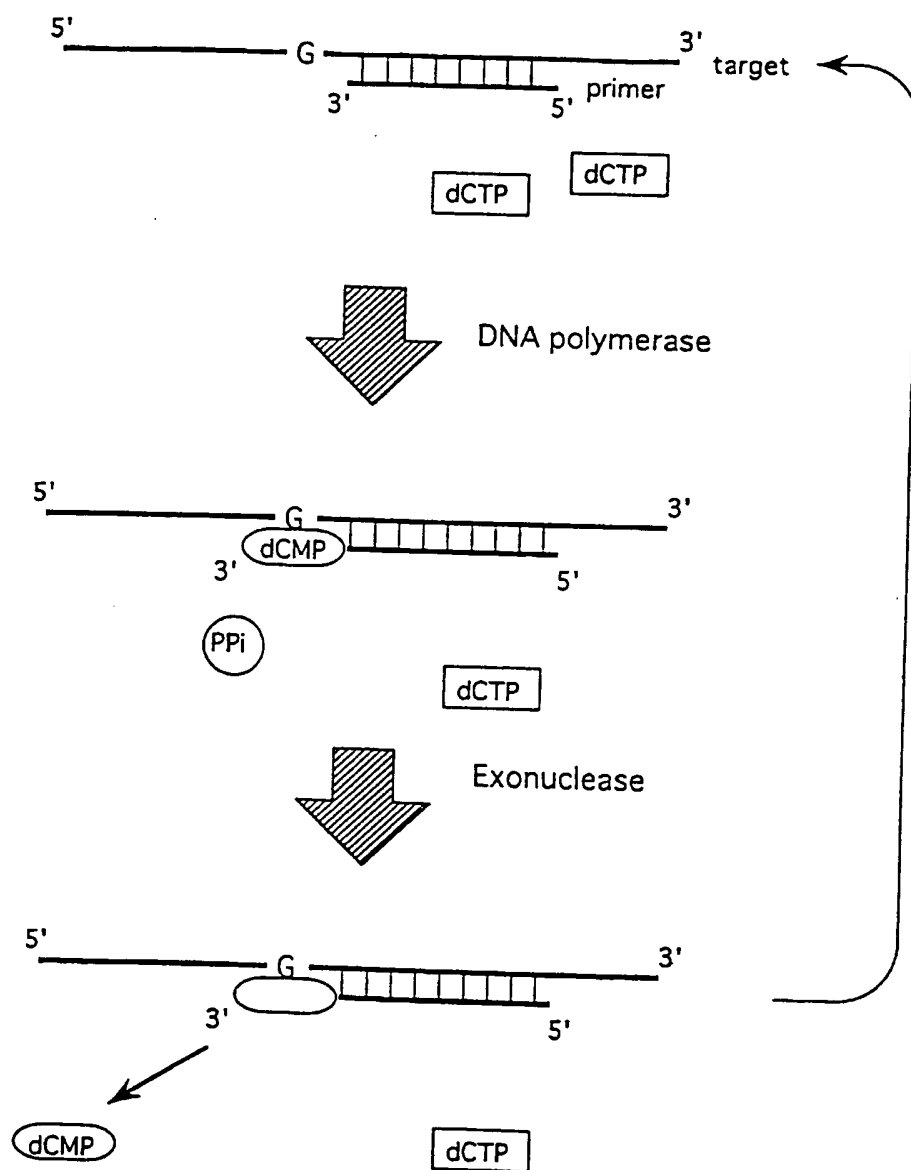 5' G 3' target
3' 5' primer
dCTP dCTP
DNA polymerase
5' G 3'
dCMP
3' 5'
PPi
dCTP
Exonuclease
5' G 3'
3' 5'
dCMP dCTP